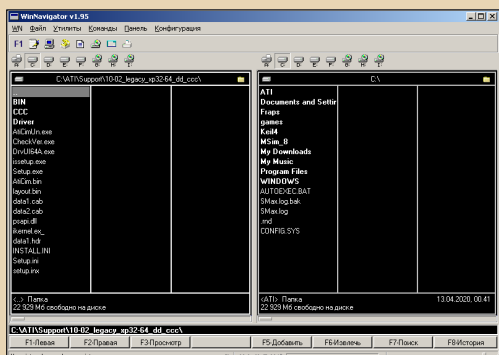 WinNavigator v1.95
WN Файл Утилиты Команды Панель Конфигурация
F1
A: C: D: E: F: G: H: I:
A: C: D: E: F: G: H: I:
C:\ATI\Support\10-02_legacy_xp32-64_dd_ccc\
..
BIN
CCC
Driver
AtiCimUn.exe
CheckVer.exe
DrvUI64A.exe
issetup.exe
Setup.exe
AtiCim.bin
layout.bin
data1.cab
data2.cab
psapi.dll
ikernel.ex_
data1.hdr
INSTALL.INI
Setup.ini
setup.inx
<..> Папка
22 929 Мб свободно на диске
C:\
ATI
Documents and Settin
Fraps
games
Keil4
MSim_8
My Downloads
My Music
Program Files
WINDOWS
AUTOEXEC.BAT
SMax.log.bak
SMax.log
.rnd
CONFIG.SYS
<ATI> Папка 13.04.2020, 00:41
22 929 Мб свободно на диске
C:\ATI\Support\10-02_legacy_xp32-64_dd_ccc\
F1-Левая F2-Правая F3-Просмотр F5-Добавить F6-Извлечь F7-Поиск F8-История